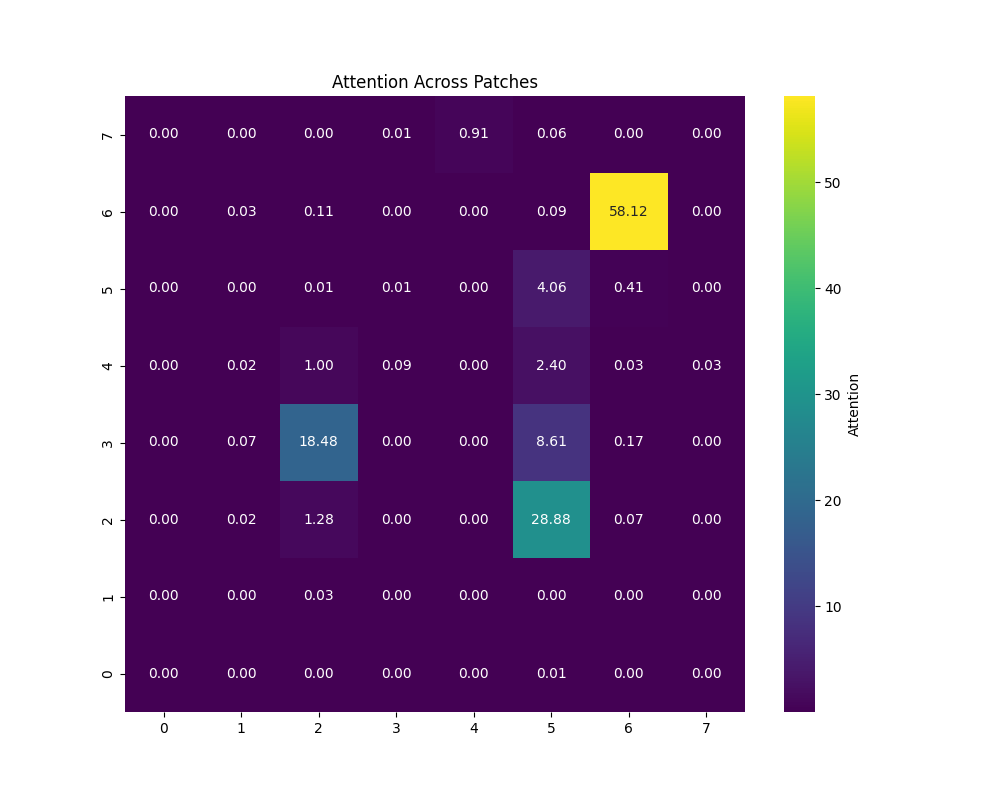 Attention Across Patches
7 0.00 0.00 0.00 0.01 0.91 0.06 0.00 0.00
6 0.00 0.03 0.11 0.00 0.00 0.09 58.12 0.00
5 0.00 0.00 0.01 0.01 0.00 4.06 0.41 0.00
4 0.00 0.02 1.00 0.09 0.00 2.40 0.03 0.03
3 0.00 0.07 18.48 0.00 0.00 8.61 0.17 0.00
2 0.00 0.02 1.28 0.00 0.00 28.88 0.07 0.00
1 0.00 0.00 0.03 0.00 0.00 0.00 0.00 0.00
0 0.00 0.00 0.00 0.00 0.00 0.01 0.00 0.00
0 1 2 3 4 5 6 7
50
40
30
20
10
Attention